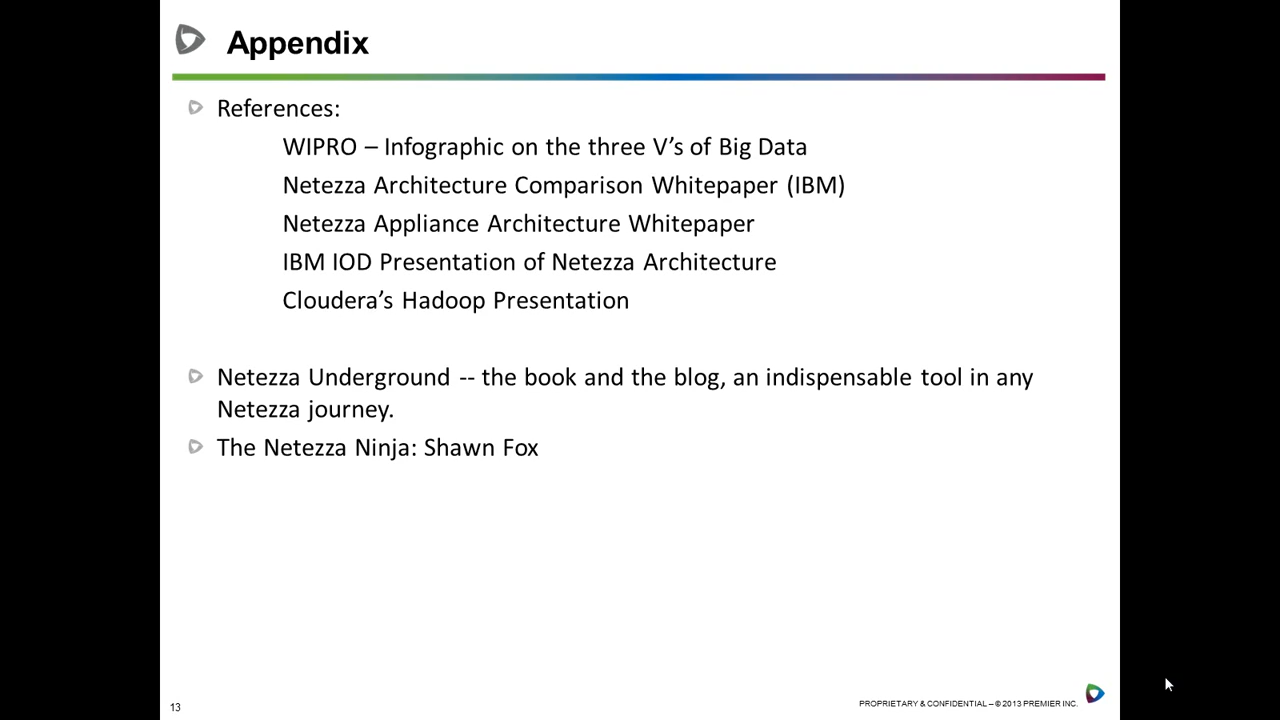 Appendix
References:
WIPRO – Infographic on the three V’s of Big Data
Netezza Architecture Comparison Whitepaper (IBM)
Netezza Appliance Architecture Whitepaper
IBM IOD Presentation of Netezza Architecture
Cloudera’s Hadoop Presentation
Netezza Underground -- the book and the blog, an indispensable tool in any
Netezza journey.
The Netezza Ninja: Shawn Fox
13
PROPRIETARY & CONFIDENTIAL – © 2013 PREMIER INC.